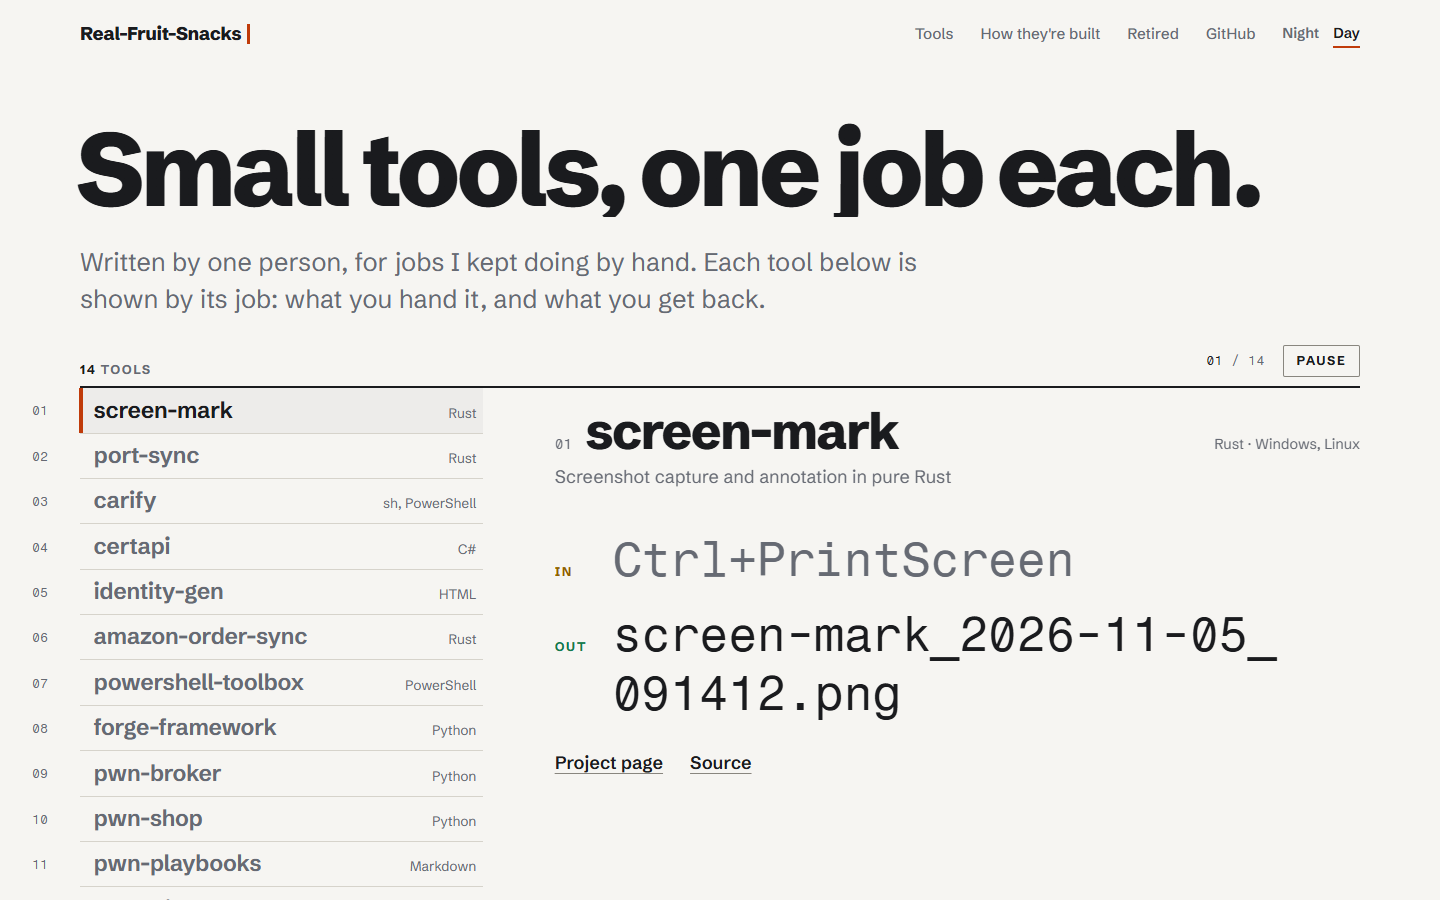 Real-Fruit-Snacks
Tools How they're built Retired GitHub Night Day
Small tools, one job each.
Written by one person, for jobs I kept doing by hand. Each tool below is
shown by its job: what you hand it, and what you get back.
14 TOOLS
01 / 14 PAUSE
01 screen-mark Rust
02 port-sync Rust
03 carify sh, PowerShell
04 certapi C#
05 identity-gen HTML
06 amazon-order-sync Rust
07 powershell-toolbox PowerShell
08 forge-framework Python
09 pwn-broker Python
10 pwn-shop Python
11 pwn-playbooks Markdown
01 screen-mark Rust · Windows, Linux
Screenshot capture and annotation in pure Rust
IN Ctrl+PrintScreen
OUT screen-mark_2026-11-05_
091412.png
Project page Source